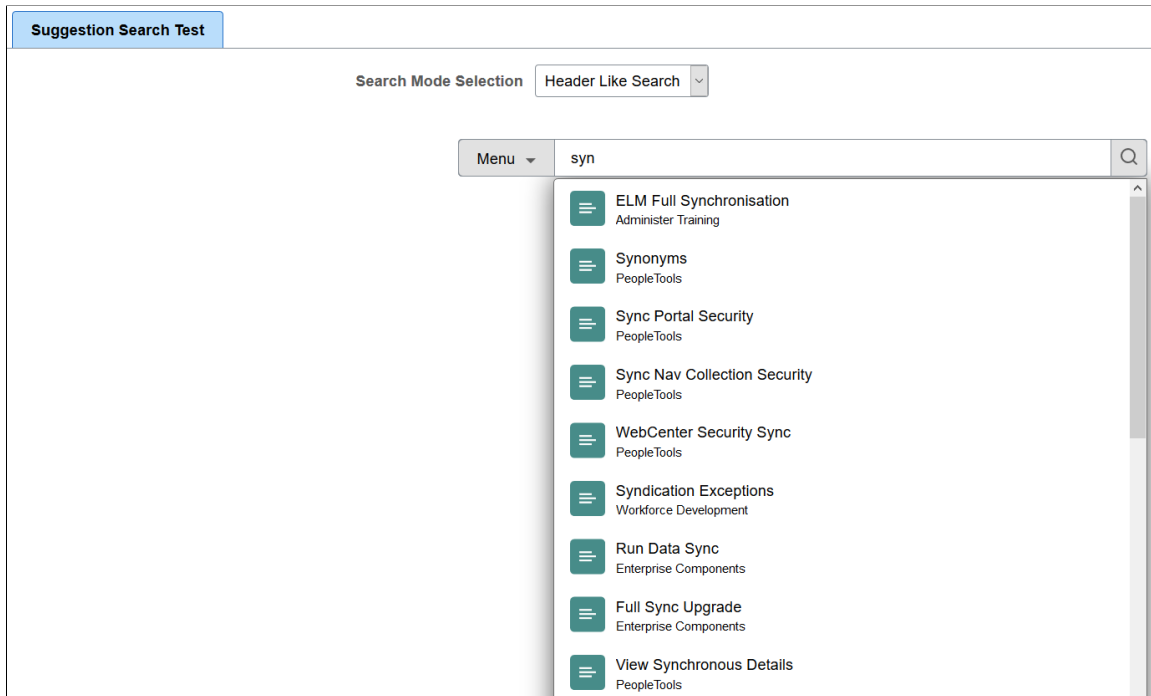 Suggestion Search Test
Search Mode Selection Header Like Search
Menu syn
ELM Full Synchronisation
Administer Training
Synonyms
PeopleTools
Sync Portal Security
PeopleTools
Sync Nav Collection Security
PeopleTools
WebCenter Security Sync
PeopleTools
Syndication Exceptions
Workforce Development
Run Data Sync
Enterprise Components
Full Sync Upgrade
Enterprise Components
View Synchronous Details
PeopleTools